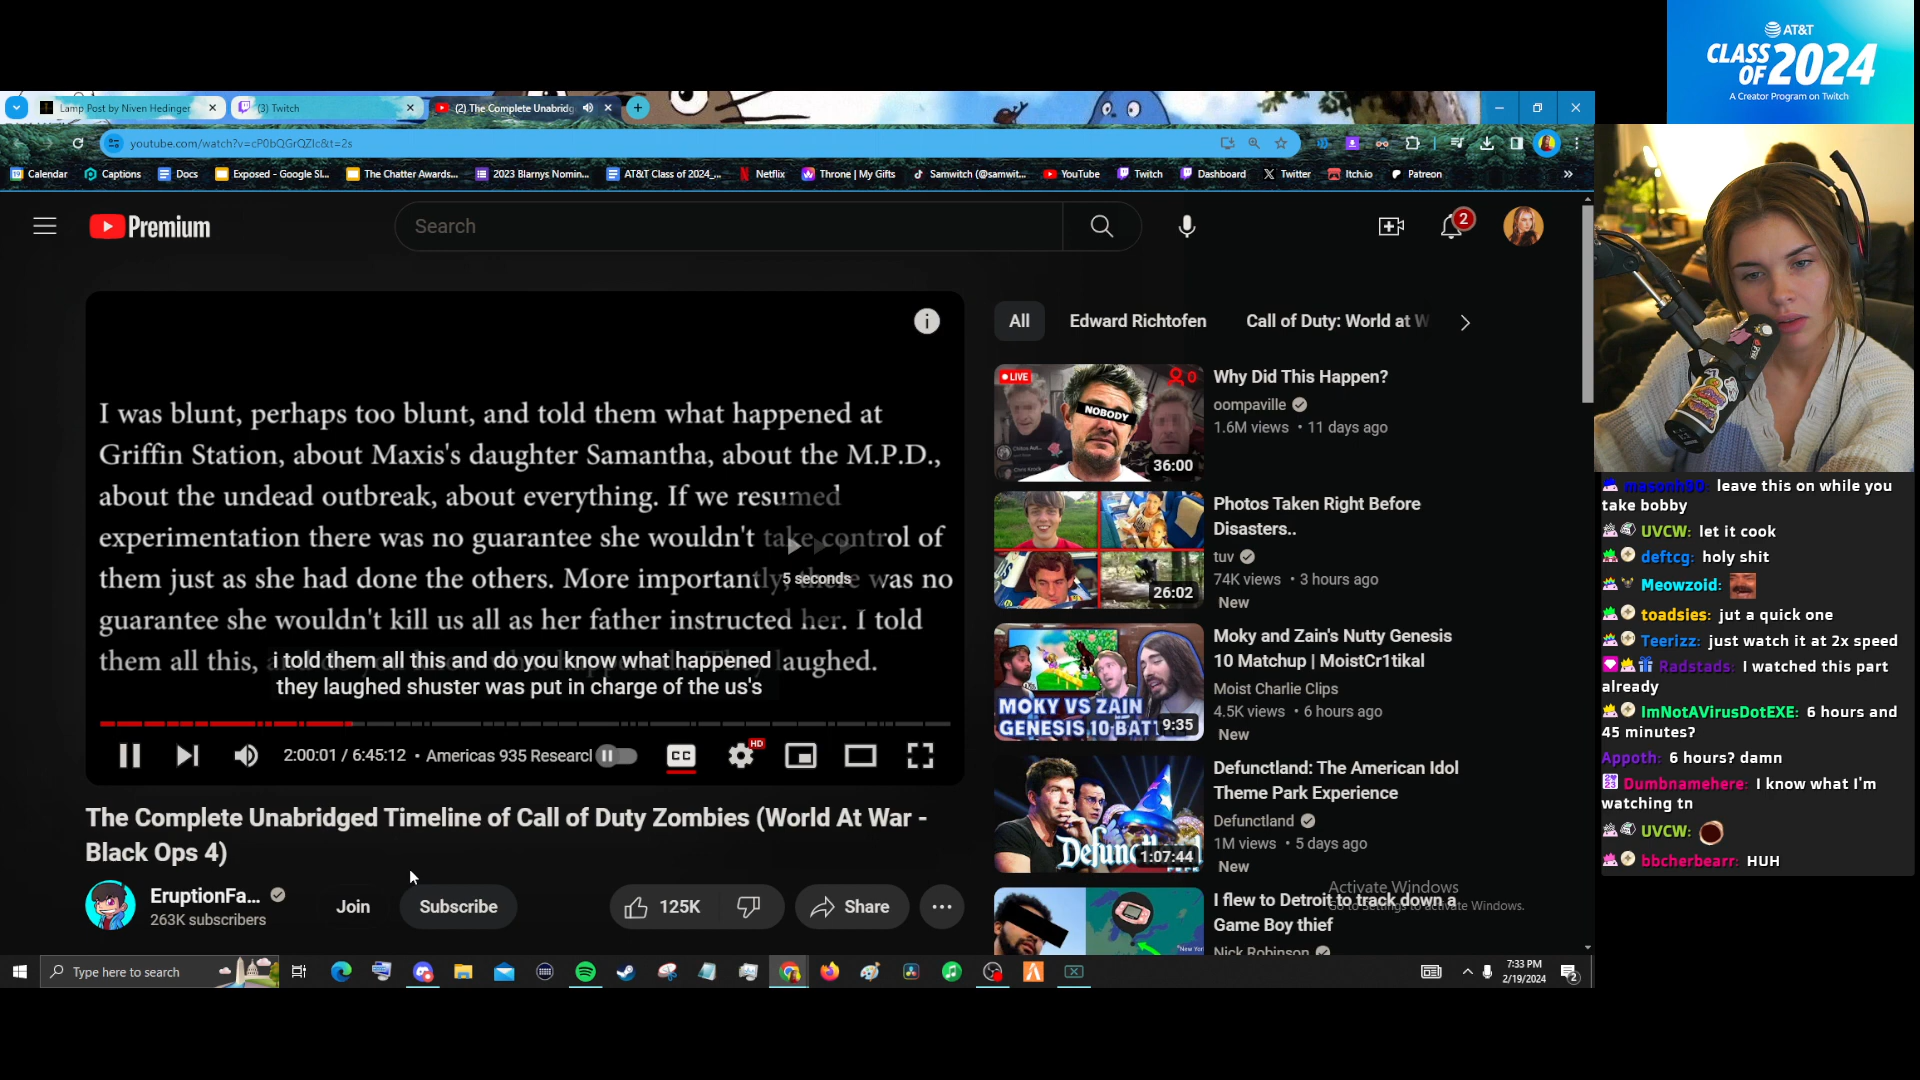 AT&T
CLASS
OF 2024
A Creator Program on Twitch
Lamp Post by Niven Hedinger
(3) Twitch
(2) The Complete Unabridg
youtube.com/watch?v=cP0bQGrQZIc&t=2s
Calendar
Captions
Docs
Exposed - Google Sl...
The Chatter Awards...
2023 Blarnys Nomin...
AT&T Class of 2024_...
Netflix
Throne | My Gifts
Samwitch (@samwit...
YouTube
Twitch
Dashboard
Twitter
Itch.io
Patreon
»
Premium
Search
2
I was blunt, perhaps too blunt, and told them what happened at
Griffin Station, about Maxis's daughter Samantha, about the M.P.D.,
about the undead outbreak, about everything. If we resumed
experimentation there was no guarantee she wouldn't take control of
them just as she had done the others. More importantly, there was no
guarantee she wouldn't kill us all as her father instructed her. I told
them all this, laughed.
5 seconds
i told them all this and do you know what happened
they laughed shuster was put in charge of the us's
2:00:01 / 6:45:12 • Americas 935 Researcl
CC
HD
The Complete Unabridged Timeline of Call of Duty Zombies (World At War -
Black Ops 4)
EruptionFa...
263K subscribers
Join
Subscribe
125K
Share
All
Edward Richtofen
Call of Duty: World at W
LIVE
0
NOBODY
36:00
Why Did This Happen?
oompaville
1.6M views • 11 days ago
26:02
Photos Taken Right Before
Disasters..
tuv
74K views • 3 hours ago
New
MOKY VS ZAIN
GENESIS 10 BAT
9:35
Moky and Zain's Nutty Genesis
10 Matchup | MoistCr1tikal
Moist Charlie Clips
4.5K views • 6 hours ago
New
Defunctl
1:07:44
Defunctland: The American Idol
Theme Park Experience
Defunctland
1M views • 5 days ago
New
I flew to Detroit to track down a
Game Boy thief
Nick Robinson
Activate Windows
Go to Settings to activate Windows.
masonh90: leave this on while you
take bobby
UVCW: let it cook
deftcg: holy shit
Meowzoid:
toadsies: jut a quick one
Teerizz: just watch it at 2x speed
Radstads: I watched this part
already
ImNotAVirusDotEXE: 6 hours and
45 minutes?
Appoth: 6 hours? damn
Dumbnamehere: I know what I'm
watching tn
UVCW:
bbcherbearr: HUH
Type here to search
7:33 PM
2/19/2024
2